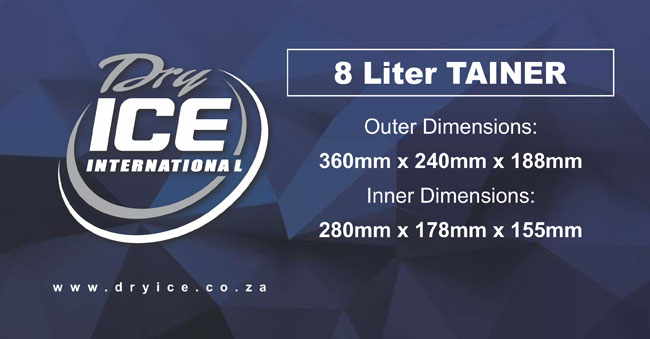 Dry
ICE
INTERNATIONAL
www.dryice.co.za
8 Liter TAINER
Outer Dimensions:
360mm x 240mm x 188mm
Inner Dimensions:
280mm x 178mm x 155mm